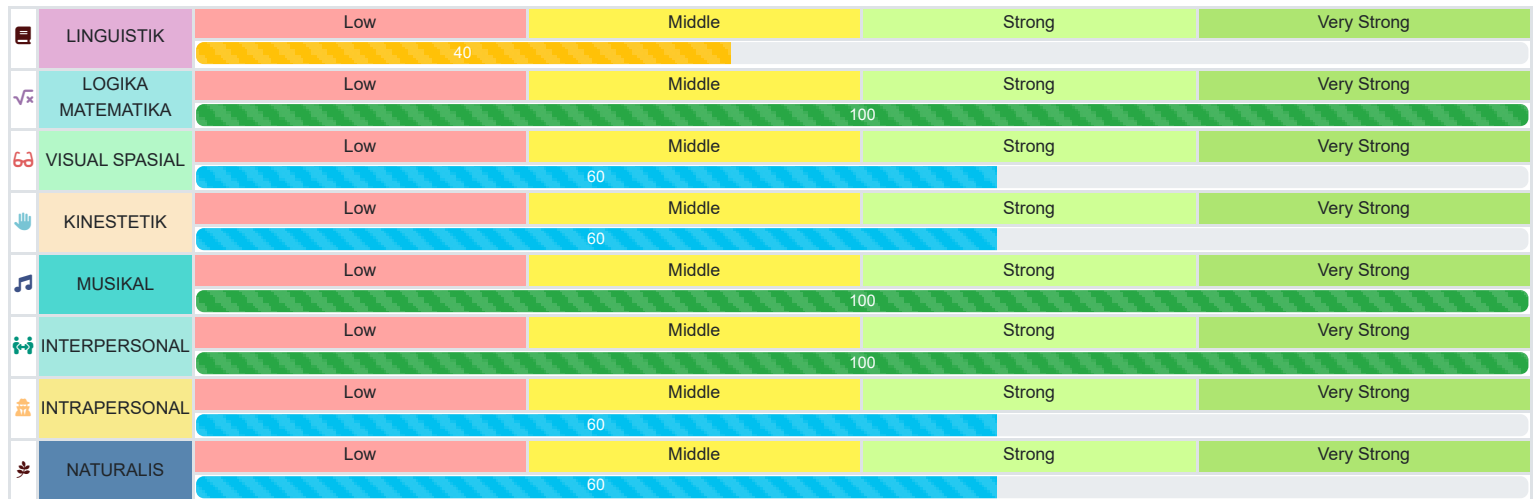 LINGUISTIK
Low Middle Strong Very Strong
40
LOGIKA
MATEMATIKA
Low Middle Strong Very Strong
100
VISUAL SPASIAL
Low Middle Strong Very Strong
60
KINESTETIK
Low Middle Strong Very Strong
60
MUSIKAL
Low Middle Strong Very Strong
100
INTERPERSONAL
Low Middle Strong Very Strong
100
INTRAPERSONAL
Low Middle Strong Very Strong
60
NATURALIS
Low Middle Strong Very Strong
60